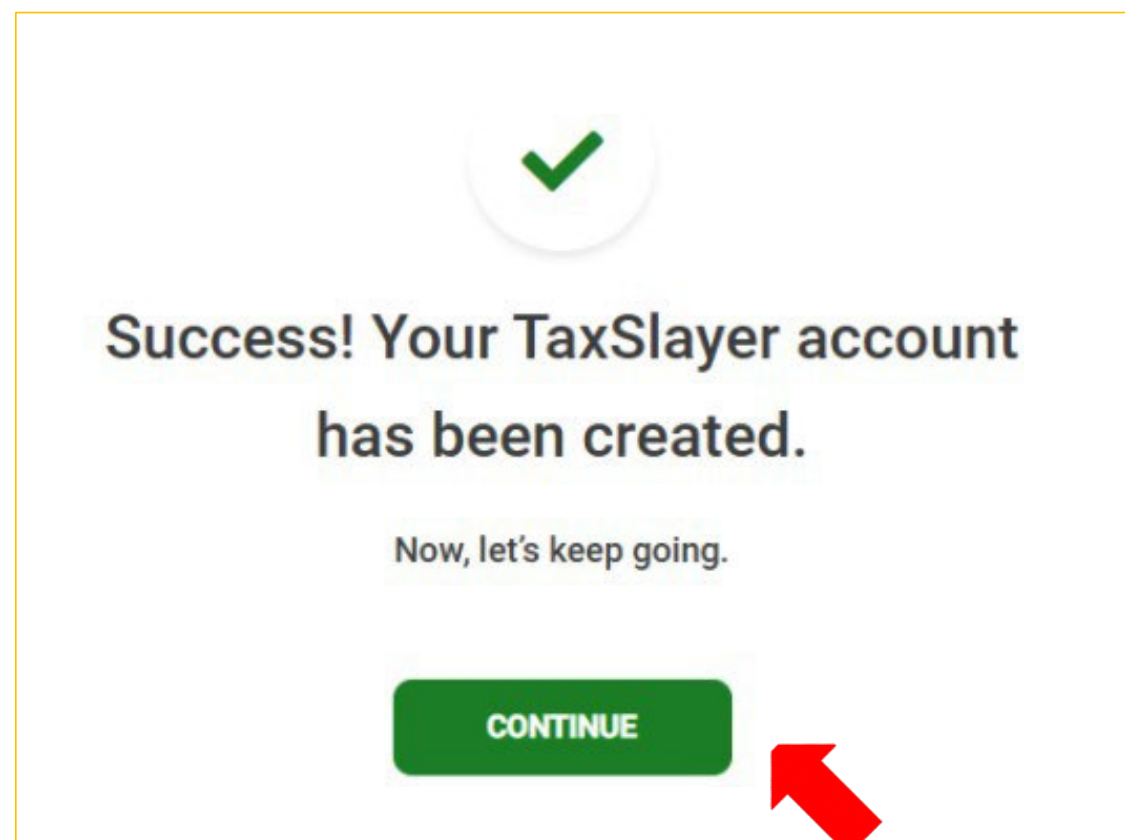 Success! Your TaxSlayer account
has been created.
Now, let's keep going.
CONTINUE